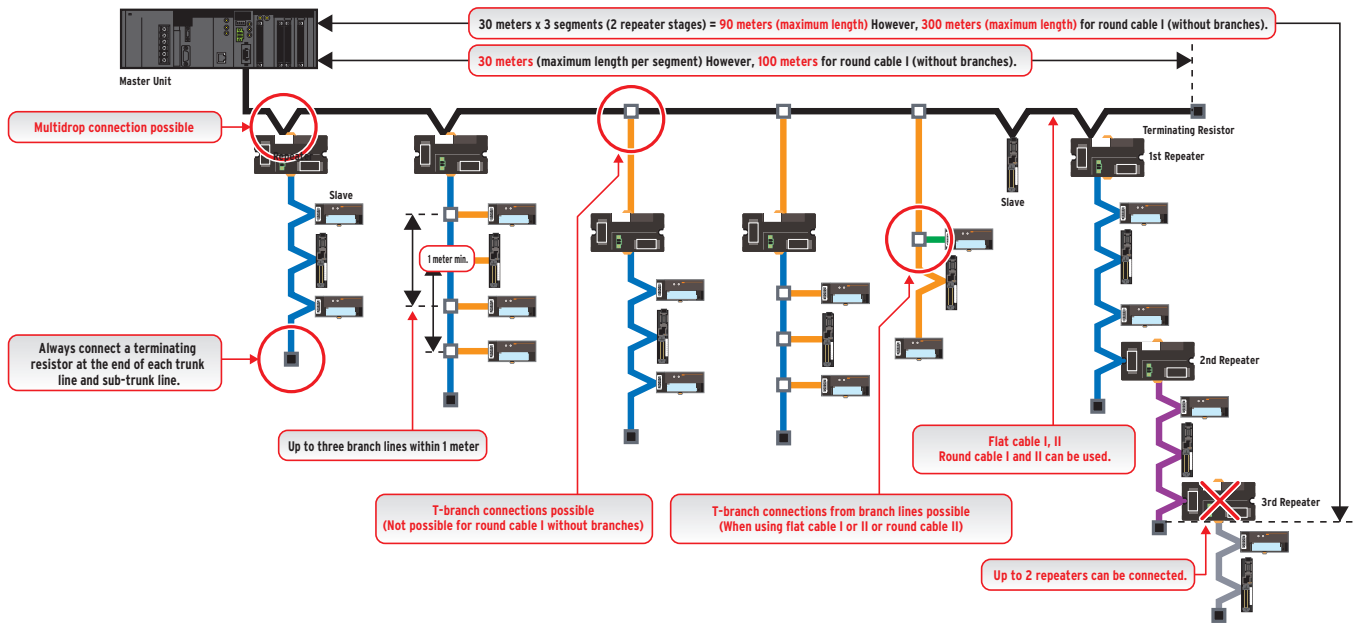 30 meters x 3 segments (2 repeater stages) = 90 meters (maximum length) However, 300 meters (maximum length) for round cable I (without branches).
30 meters (maximum length per segment) However, 100 meters for round cable I (without branches).
Master Unit
Multidrop connection possible
Repeater
Terminating Resistor
1st Repeater
Slave
Slave
1 meter min.
Always connect a terminating
resistor at the end of each trunk
line and sub-trunk line.
2nd Repeater
Up to three branch lines within 1 meter
Flat cable I, II
Round cable I and II can be used.
T-branch connections possible
(Not possible for round cable I without branches)
T-branch connections from branch lines possible
(When using flat cable I or II or round cable II)
3rd Repeater
Up to 2 repeaters can be connected.